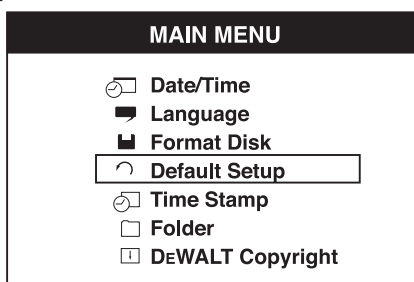 MAIN MENU
Date/Time
Language
Format Disk
Default Setup
Time Stamp
Folder
DEWALT Copyright